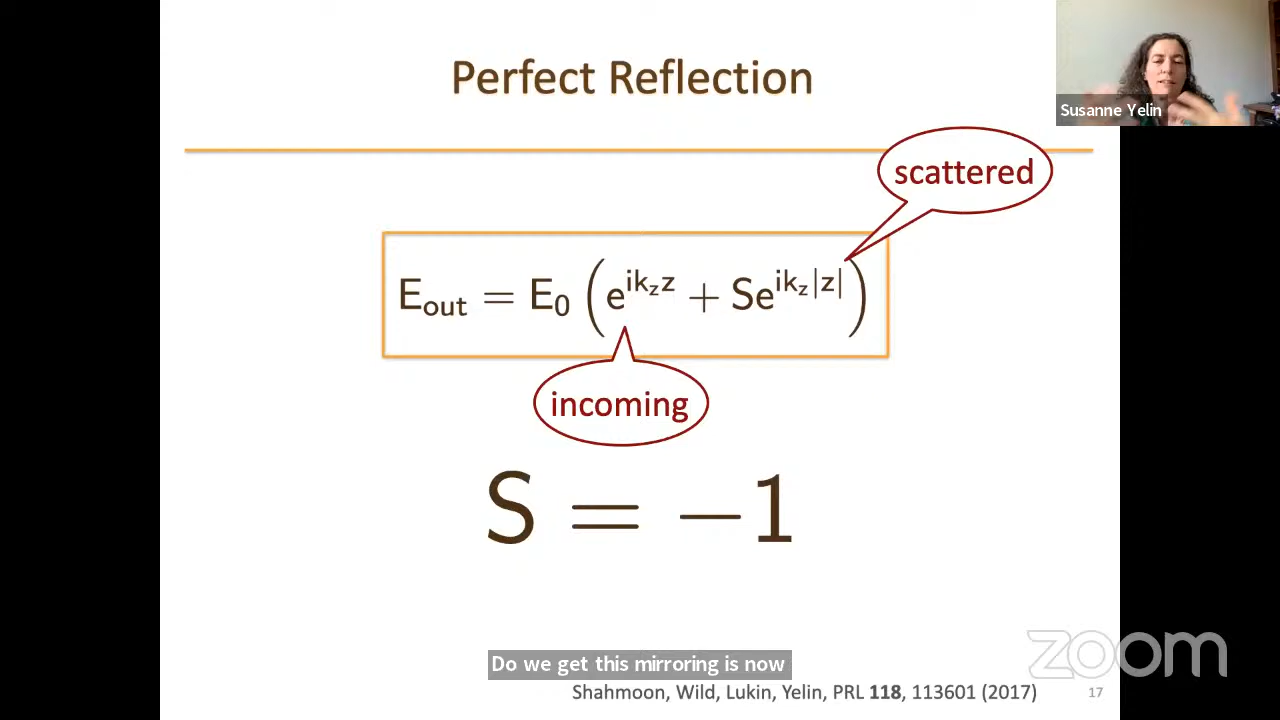 Perfect Reflection
Susanne Yelin
scattered
E_out = E_0 (e^{ik_z z} + Se^{ik_z|z|})
incoming
S = −1
Do we get this mirroring is now
zoom
Shahmoon, Wild, Lukin, Yelin, PRL 118, 113601 (2017)
17